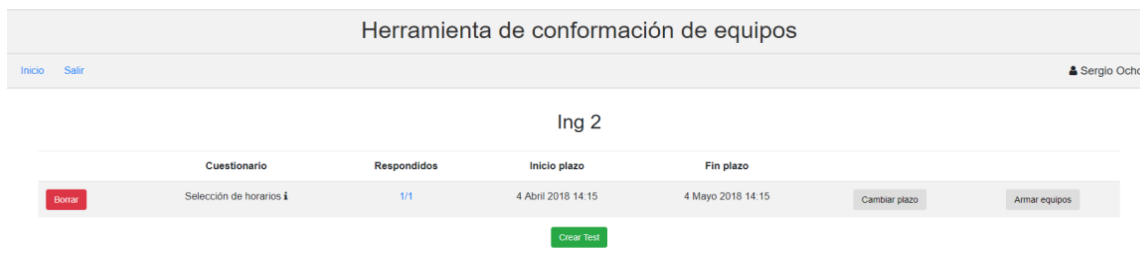 Herramienta de conformación de equipos
Inicio Salir Sergio Ocho
Ing 2
Cuestionario Respondidos Inicio plazo Fin plazo
Borrar Selección de horarios i 1/1 4 Abril 2018 14:15 4 Mayo 2018 14:15 Cambiar plazo Armar equipos
Crear Test